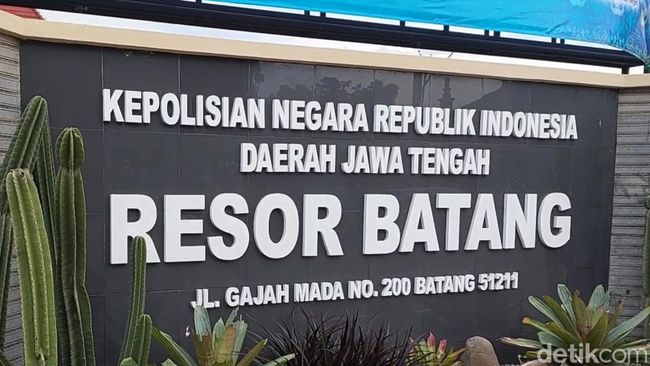 KEPOLISIAN NEGARA REPUBLIK INDONESIA
DAERAH JAWA TENGAH
RESOR BATANG
JL. GAJAH MADA NO. 200 BATANG 51211
detikcom